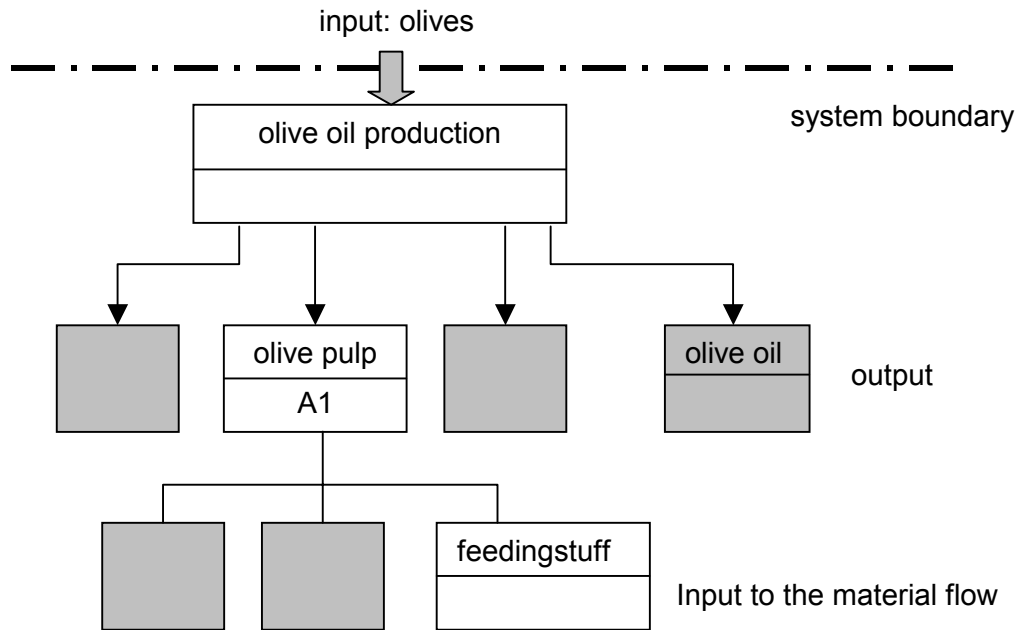 input: olives
system boundary
olive oil production
olive pulp
olive oil
output
A1
feedingstuff
Input to the material flow